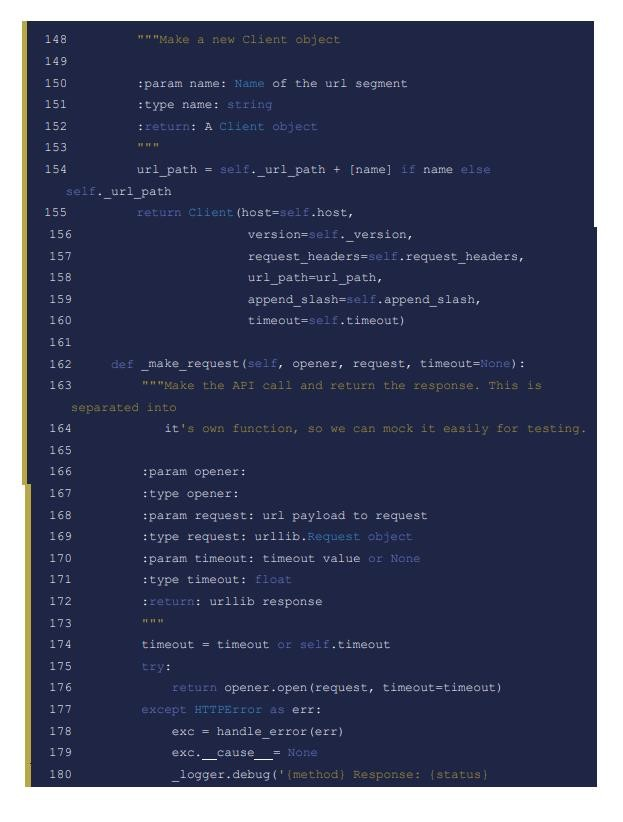 148         """Make a new Client object
149
150         :param name: Name of the url segment
151         :type name: string
152         :return: A Client object
153         """
154         url_path = self._url_path + [name] if name else
self._url_path
155         return Client(host=self.host,
156                       version=self._version,
157                       request_headers=self.request_headers,
158                       url_path=url_path,
159                       append_slash=self.append_slash,
160                       timeout=self.timeout)
161
162     def _make_request(self, opener, request, timeout=None):
163         """Make the API call and return the response. This is
separated into
164            it's own function, so we can mock it easily for testing.
165
166         :param opener:
167         :type opener:
168         :param request: url payload to request
169         :type request: urllib.Request object
170         :param timeout: timeout value or None
171         :type timeout: float
172         :return: urllib response
173         """
174         timeout = timeout or self.timeout
175         try:
176             return opener.open(request, timeout=timeout)
177         except HTTPError as err:
178             exc = handle_error(err)
179             exc.__cause__= None
180             _logger.debug('{method} Response: {status}